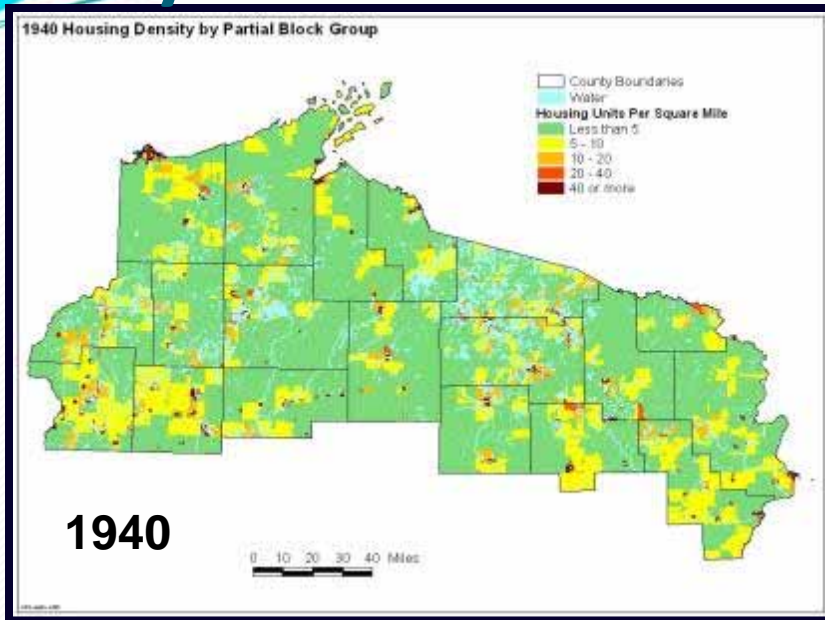 1940 Housing Density by Partial Block Group
County Boundaries
Water
Housing Units Per Square Mile
Less than 5
5 - 10
10 - 20
20 - 40
40 or more
1940
0 10 20 30 40 Miles